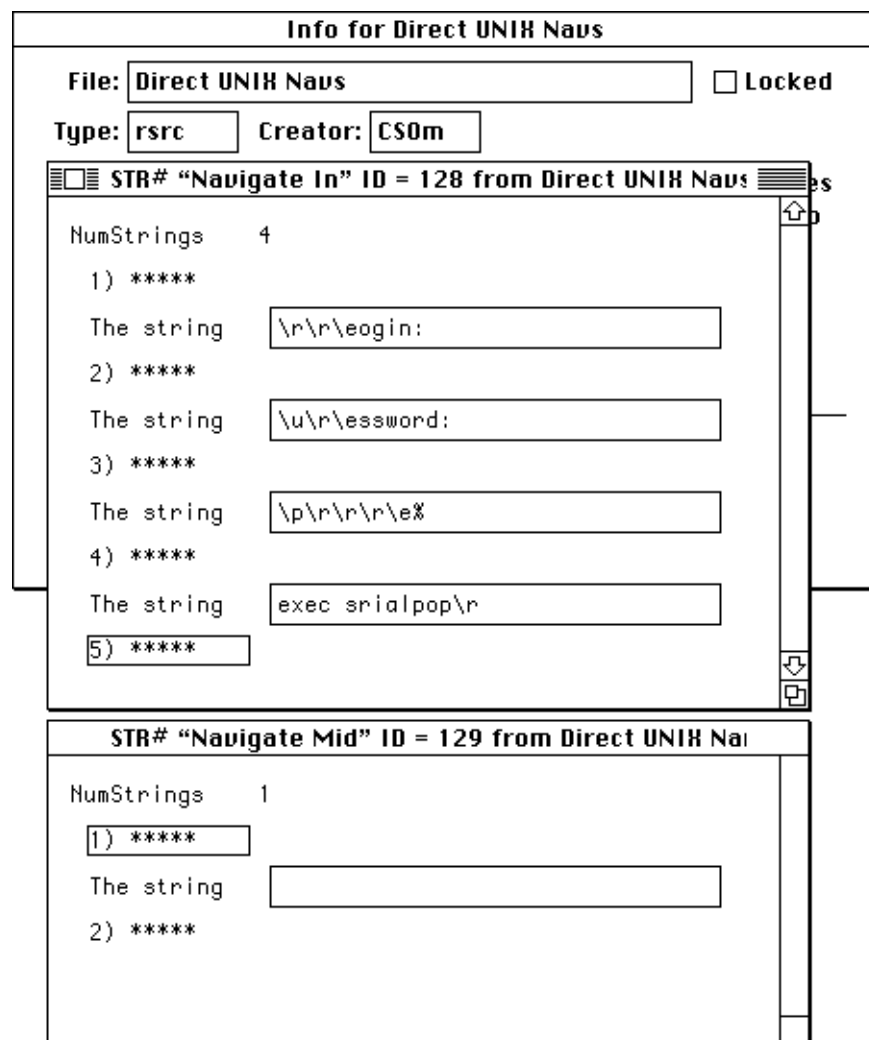 Info for Direct UNIX Navs
File: Direct UNIX Navs Locked
Type: rsrc Creator: CSOm
STR# “Navigate In” ID = 128 from Direct UNIX Navs
es
NumStrings 4
1) *****
The string \r\r\eogin:
2) *****
The string \u\r\essword:
3) *****
The string \p\r\r\r\e%
4) *****
The string exec srialpop\r
5) *****
STR# “Navigate Mid” ID = 129 from Direct UNIX Nav
NumStrings 1
1) *****
The string
2) *****